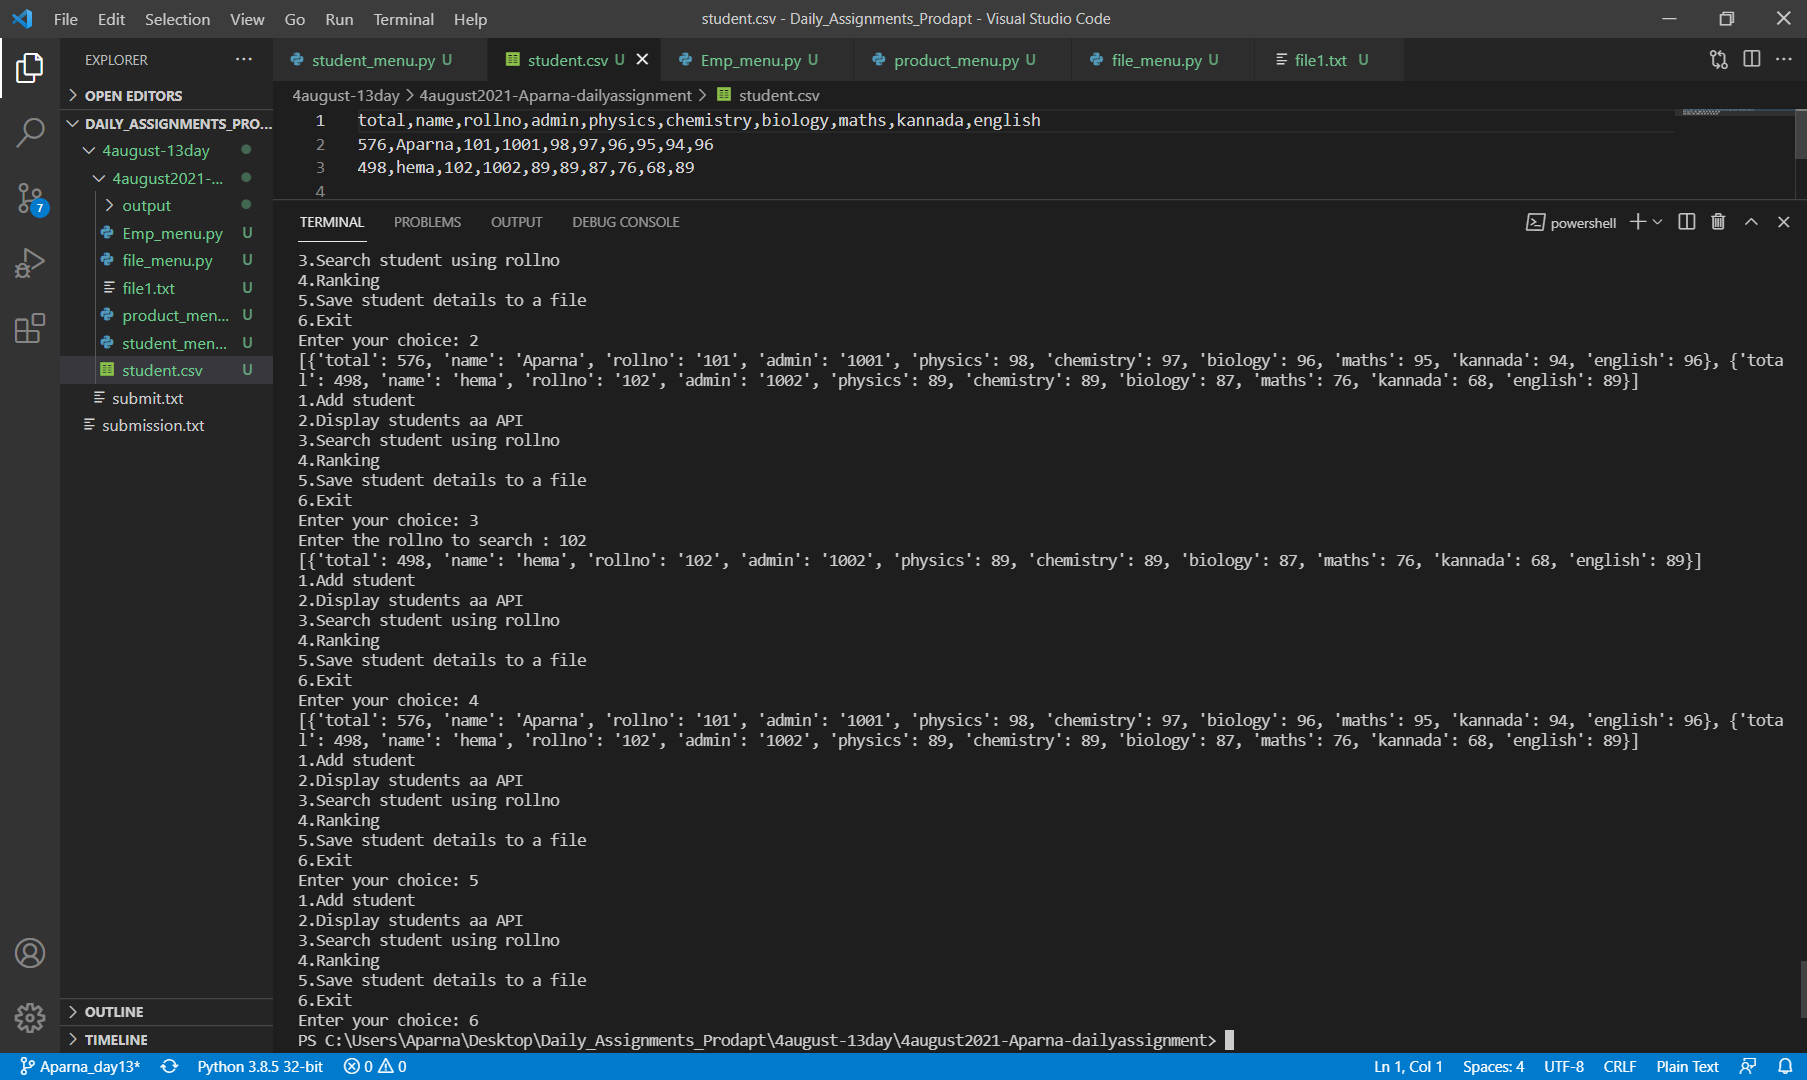 File Edit Selection View Go Run Terminal Help
student.csv - Daily_Assignments_Prodapt - Visual Studio Code
EXPLORER
OPEN EDITORS
DAILY_ASSIGNMENTS_PRO...
4august-13day
4august2021-...
output
Emp_menu.py U
file_menu.py U
file1.txt U
product_men... U
student_men... U
student.csv U
submit.txt
submission.txt
OUTLINE
TIMELINE
7
student_menu.py U student.csv U Emp_menu.py U product_menu.py U file_menu.py U file1.txt U
4august-13day > 4august2021-Aparna-dailyassignment > student.csv
1 total,name,rollno,admin,physics,chemistry,biology,maths,kannada,english
2 576,Aparna,101,1001,98,97,96,95,94,96
3 498,hema,102,1002,89,89,87,76,68,89
4
TERMINAL PROBLEMS OUTPUT DEBUG CONSOLE
powershell
3.Search student using rollno
4.Ranking
5.Save student details to a file
6.Exit
Enter your choice: 2
[{'total': 576, 'name': 'Aparna', 'rollno': '101', 'admin': '1001', 'physics': 98, 'chemistry': 97, 'biology': 96, 'maths': 95, 'kannada': 94, 'english': 96}, {'tota
l': 498, 'name': 'hema', 'rollno': '102', 'admin': '1002', 'physics': 89, 'chemistry': 89, 'biology': 87, 'maths': 76, 'kannada': 68, 'english': 89}]
1.Add student
2.Display students aa API
3.Search student using rollno
4.Ranking
5.Save student details to a file
6.Exit
Enter your choice: 3
Enter the rollno to search : 102
[{'total': 498, 'name': 'hema', 'rollno': '102', 'admin': '1002', 'physics': 89, 'chemistry': 89, 'biology': 87, 'maths': 76, 'kannada': 68, 'english': 89}]
1.Add student
2.Display students aa API
3.Search student using rollno
4.Ranking
5.Save student details to a file
6.Exit
Enter your choice: 4
[{'total': 576, 'name': 'Aparna', 'rollno': '101', 'admin': '1001', 'physics': 98, 'chemistry': 97, 'biology': 96, 'maths': 95, 'kannada': 94, 'english': 96}, {'tota
l': 498, 'name': 'hema', 'rollno': '102', 'admin': '1002', 'physics': 89, 'chemistry': 89, 'biology': 87, 'maths': 76, 'kannada': 68, 'english': 89}]
1.Add student
2.Display students aa API
3.Search student using rollno
4.Ranking
5.Save student details to a file
6.Exit
Enter your choice: 5
1.Add student
2.Display students aa API
3.Search student using rollno
4.Ranking
5.Save student details to a file
6.Exit
Enter your choice: 6
PS C:\Users\Aparna\Desktop\Daily_Assignments_Prodapt\4august-13day\4august2021-Aparna-dailyassignment>
Aparna_day13* Python 3.8.5 32-bit 0 0 Ln 1, Col 1 Spaces: 4 UTF-8 CRLF Plain Text